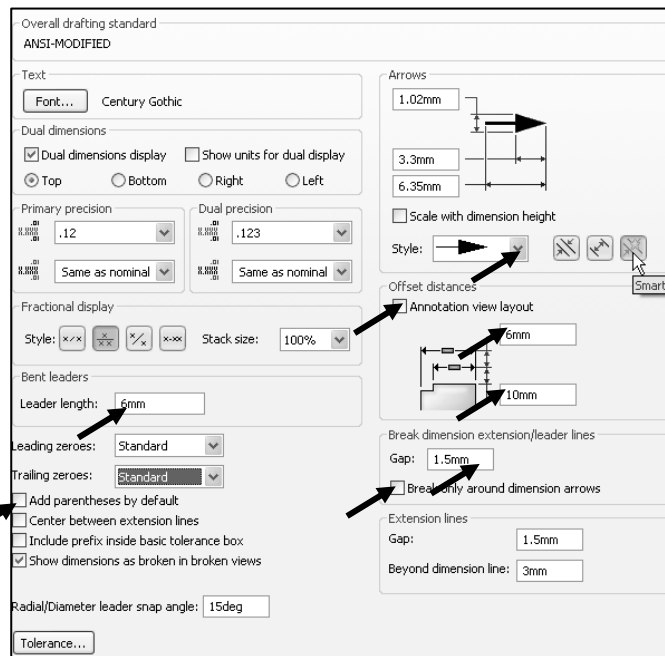 Overall drafting standard
ANSI-MODIFIED
Text
Font... Century Gothic
Dual dimensions
Dual dimensions display Show units for dual display
Top Bottom Right Left
Primary precision
.12
Same as nominal
Dual precision
.123
Same as nominal
Fractional display
Style: Stack size: 100%
Bent leaders
Leader length: 6mm
Leading zeroes: Standard
Trailing zeroes: Standard
Add parentheses by default
Center between extension lines
Include prefix inside basic tolerance box
Show dimensions as broken in broken views
Radial/Diameter leader snap angle: 15deg
Tolerance...
Arrows
1.02mm
3.3mm
6.35mm
Scale with dimension height
Style:
Smart
Offset distances
Annotation view layout
6mm
10mm
Break dimension extension/leader lines
Gap: 1.5mm
Break only around dimension arrows
Extension lines
Gap: 1.5mm
Beyond dimension line: 3mm